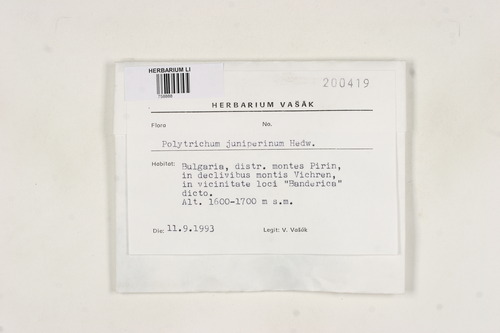 HERBARIUM LI
200419
HERBARIUM VAŠÁK
Flora No.
Polytrichum juniperinum Hedw.
Habitat: Bulgaria, distr. montes Pirin,
in declivibus montis Vichren,
in vicinitate loci "Banderica"
dicto.
Alt. 1600-1700 m s.m.
Die: 11.9.1993 Legit: V. Vašák